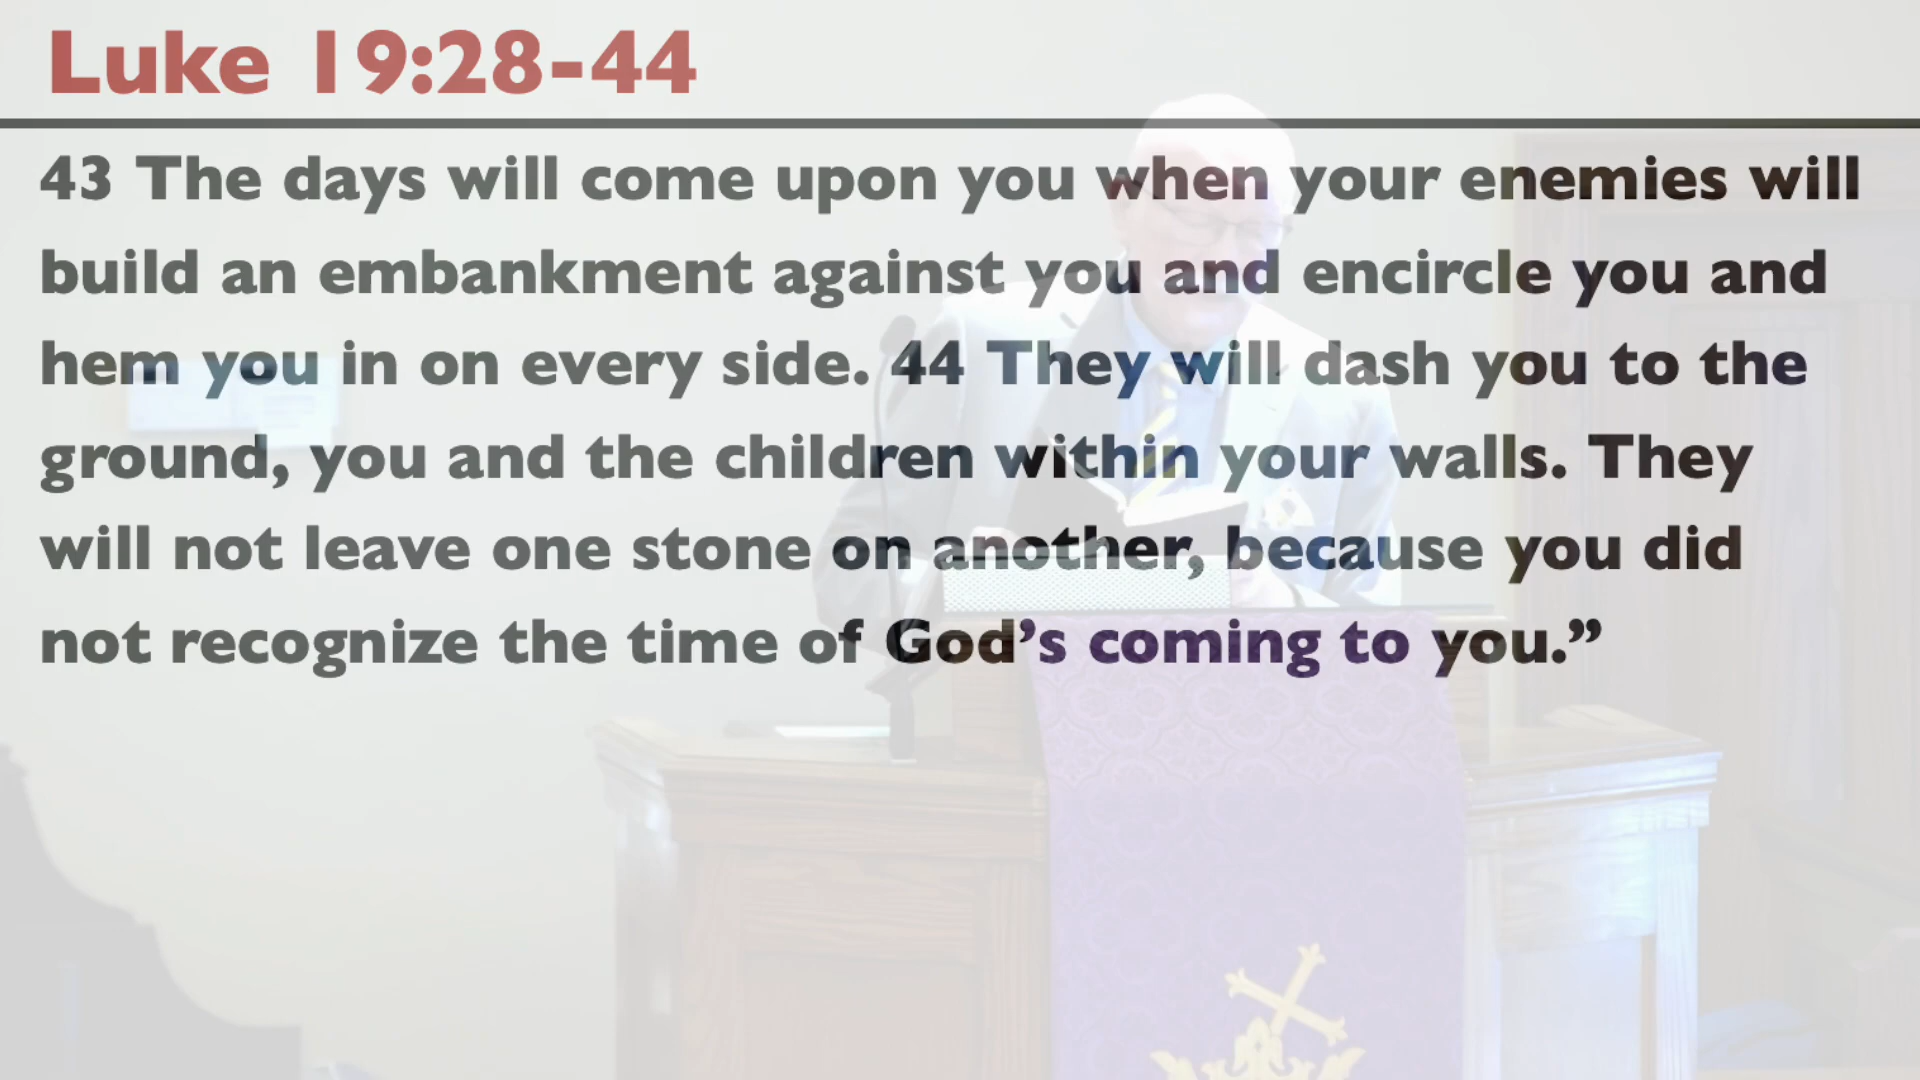 Luke 19:28-44
43 The days will come upon you when your enemies will
build an embankment against you and encircle you and
hem you in on every side. 44 They will dash you to the
ground, you and the children within your walls. They
will not leave one stone on another, because you did
not recognize the time of God’s coming to you.”